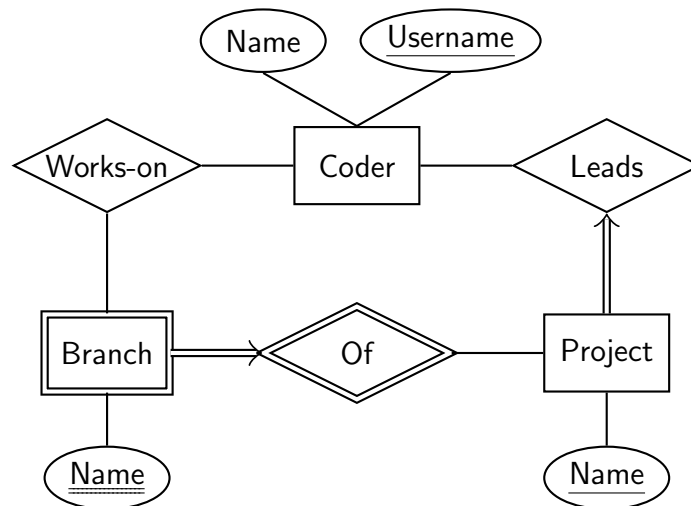 Name
Username
Works-on
Coder
Leads
Branch
Of
Project
Name
Name